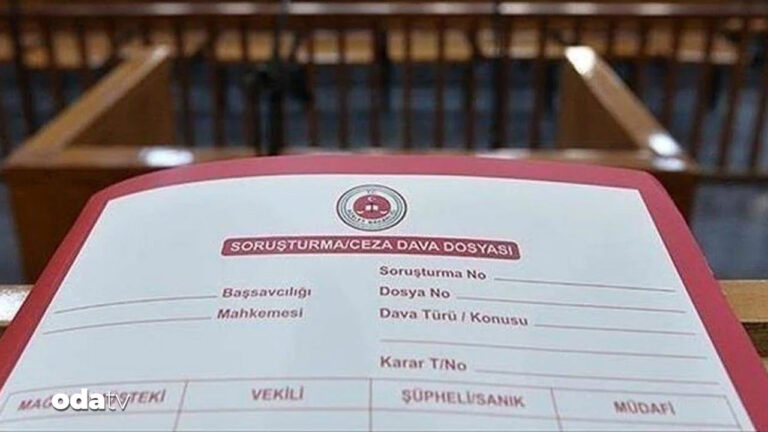 T.C.
SORUŞTURMA/CEZA DAVA DOSYASI
Soruşturma No
Başsavcılığı Dosya No
Mahkemesi Dava Türü / Konusu
Karar T/No
VEKİLİ ŞÜPHELİ/SANIK MÜDAFİ
odatv